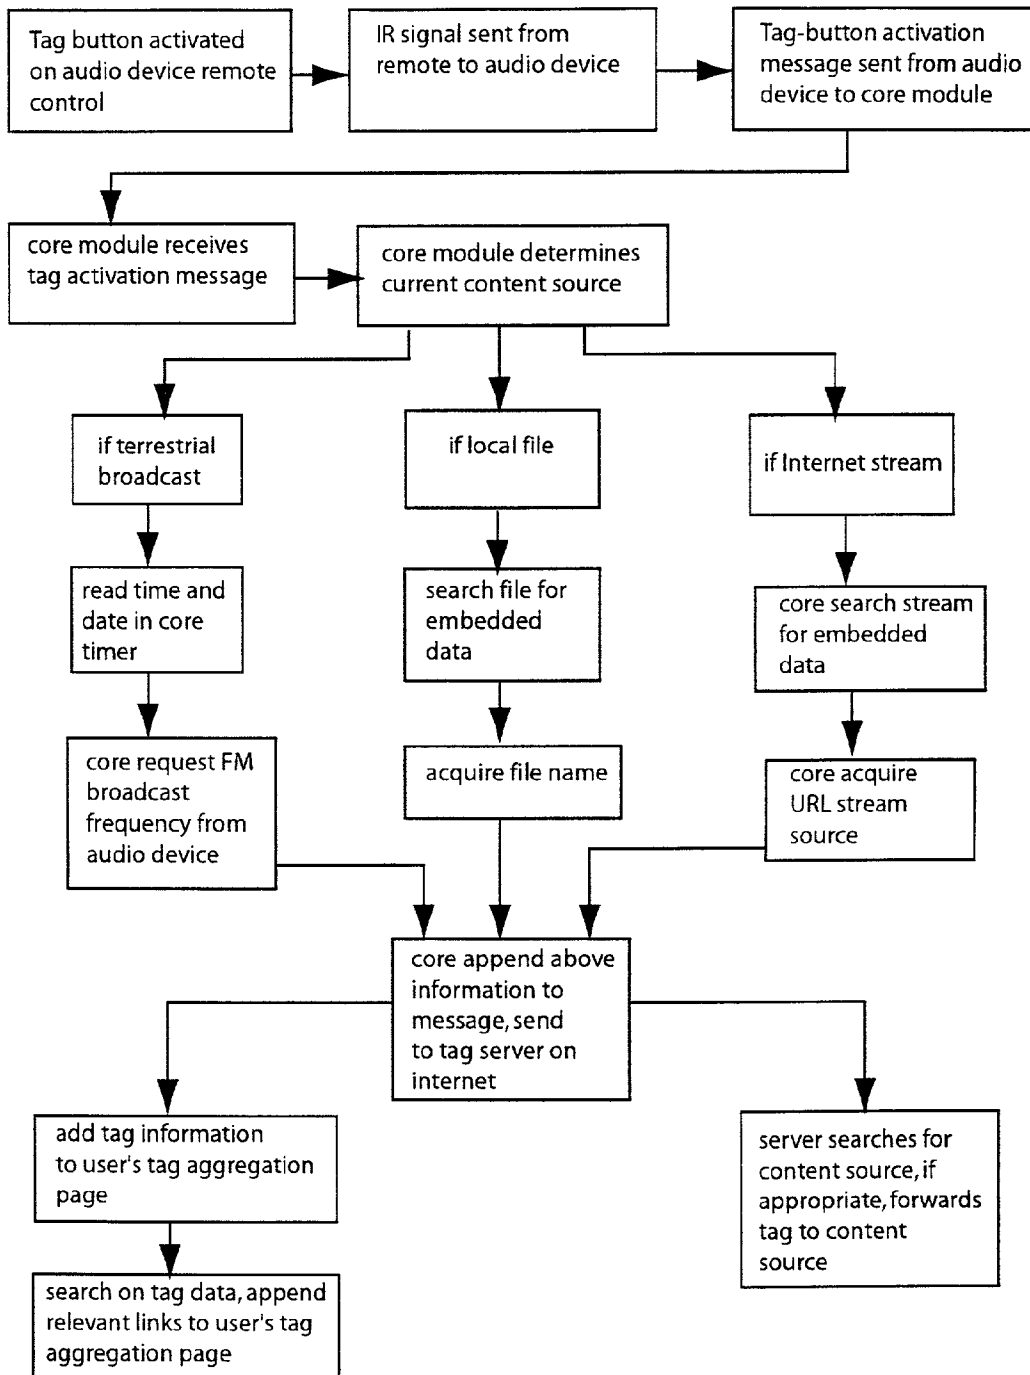 Tag button activated
on audio device remote
control
IR signal sent from
remote to audio device
Tag-button activation
message sent from audio
device to core module
core module receives
tag activation message
core module determines
current content source
if terrestrial
broadcast
if local file
if Internet stream
read time and
date in core
timer
search file for
embedded
data
core search stream
for embedded
data
core request FM
broadcast
frequency from
audio device
acquire file name
core acquire
URL stream
source
core append above
information to
message, send
to tag server on
internet
add tag information
to user's tag aggregation
page
server searches for
content source, if
appropriate, forwards
tag to content
source
search on tag data, append
relevant links to user's tag
aggregation page